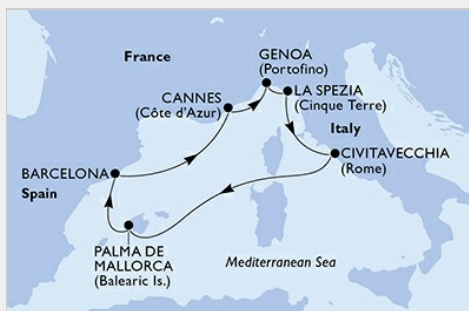 France
GENOA
(Portofino)
CANNES
(Côte d'Azur)
LA SPEZIA
(Cinque Terre)
Italy
CIVITAVECCHIA
(Rome)
BARCELONA
Spain
PALMA DE
MALLORCA
(Balearic Is.)
Mediterranean Sea